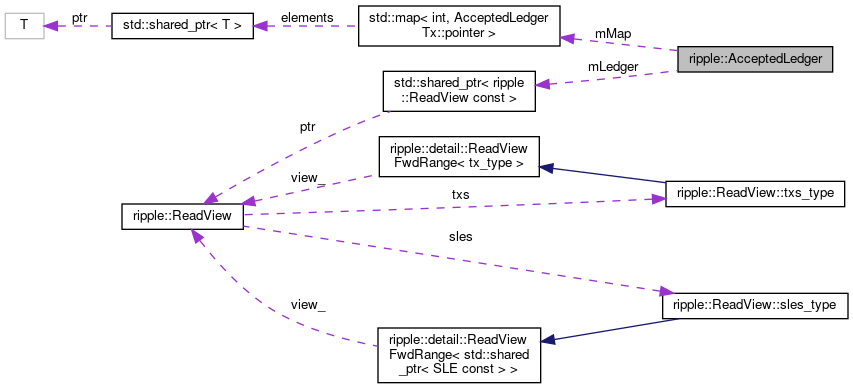 T
ptr
std::shared_ptr< T >
elements
std::map< int, AcceptedLedger
Tx::pointer >
mMap
ripple::AcceptedLedger
mLedger
std::shared_ptr< ripple
::ReadView const >
ptr
ripple::detail::ReadView
FwdRange< tx_type >
view_
txs
ripple::ReadView::txs_type
ripple::ReadView
sles
ripple::ReadView::sles_type
view_
ripple::detail::ReadView
FwdRange< std::shared
_ptr< SLE const > >